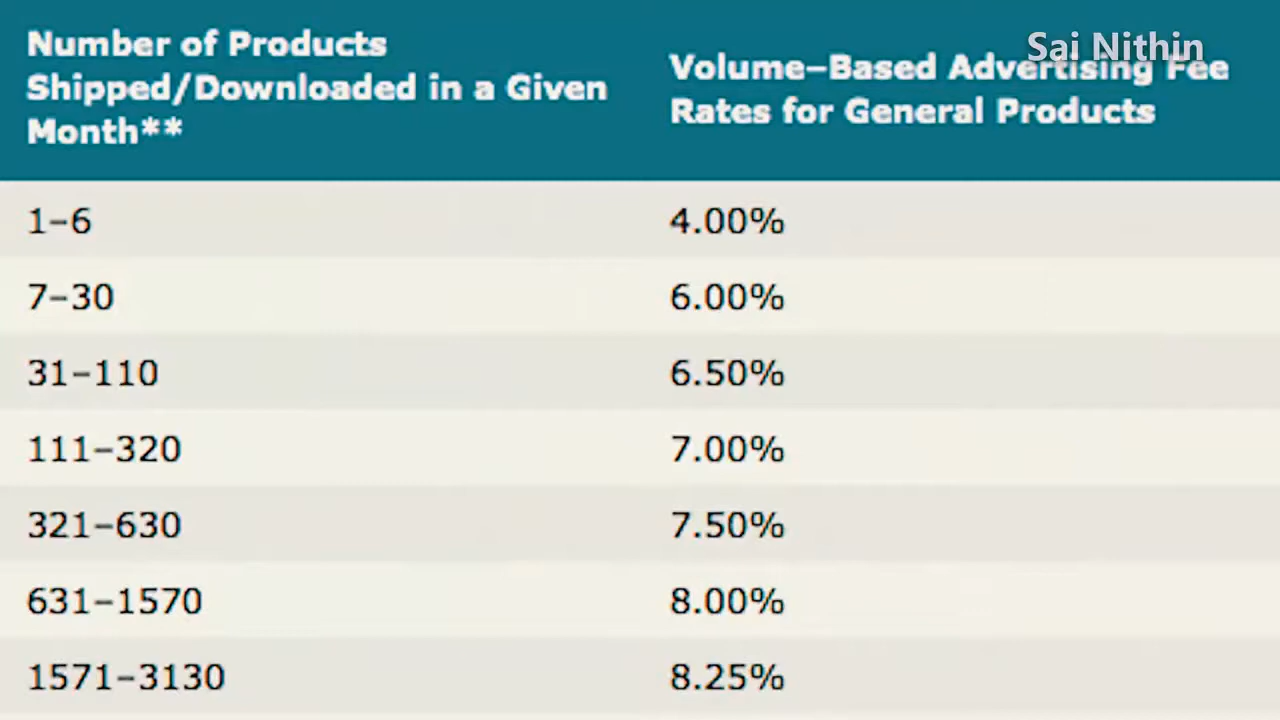 Sai Nithin
Number of Products
Shipped/Downloaded in a Given
Month**
Volume–Based Advertising Fee
Rates for General Products
1–6 4.00%
7–30 6.00%
31–110 6.50%
111–320 7.00%
321–630 7.50%
631–1570 8.00%
1571–3130 8.25%